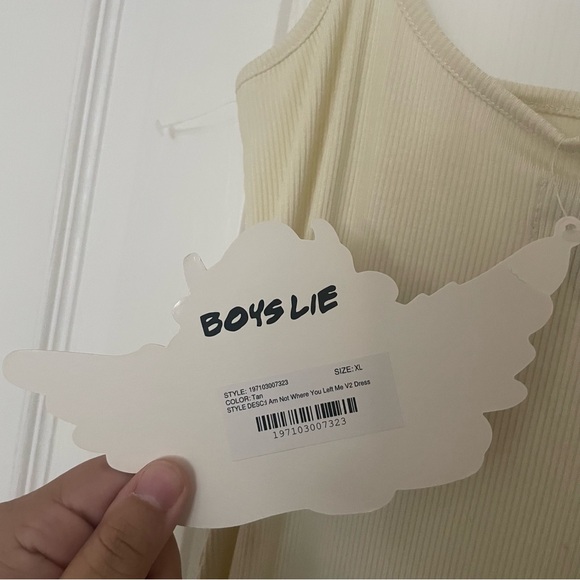 BOYS LIE
STYLE: 197103007323 SIZE: XL
COLOR: Tan
STYLE DESC:I Am Not Where You Left Me V2 Dress
197103007323